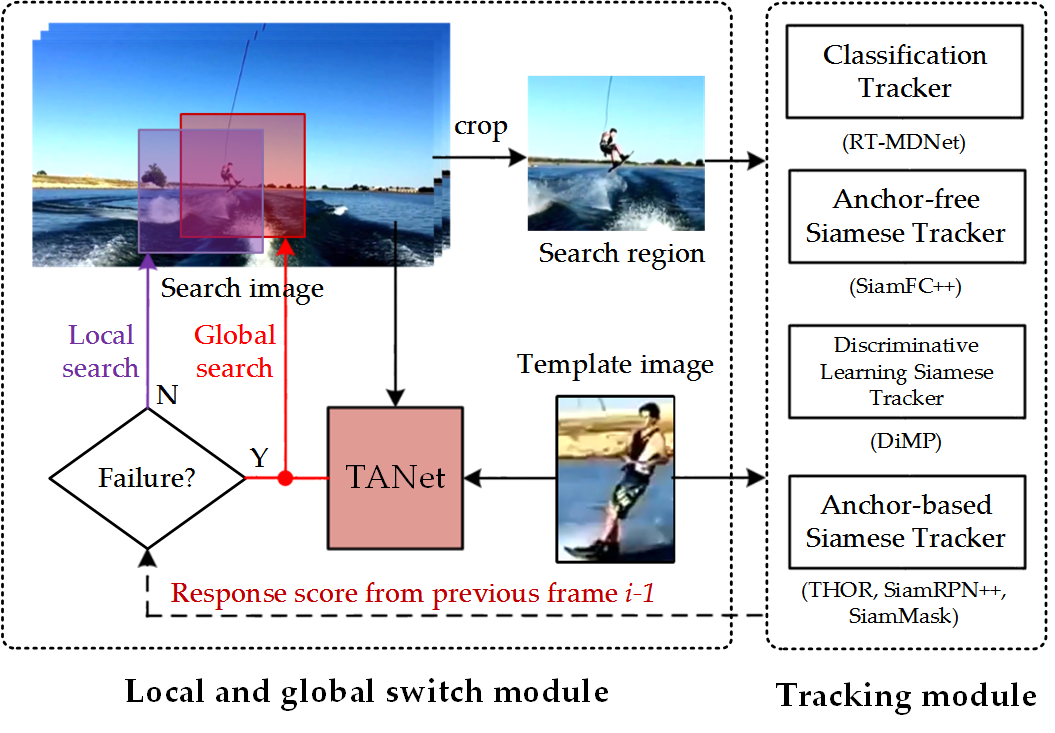 crop
Search region
Search image
Local
search
Global
search
N
Y
Failure?
TANet
Template image
Response score from previous frame i-1
Local and global switch module
Classification
Tracker
(RT-MDNet)
Anchor-free
Siamese Tracker
(SiamFC++)
Discriminative
Learning Siamese
Tracker
(DiMP)
Anchor-based
Siamese Tracker
(THOR, SiamRPN++,
SiamMask)
Tracking module